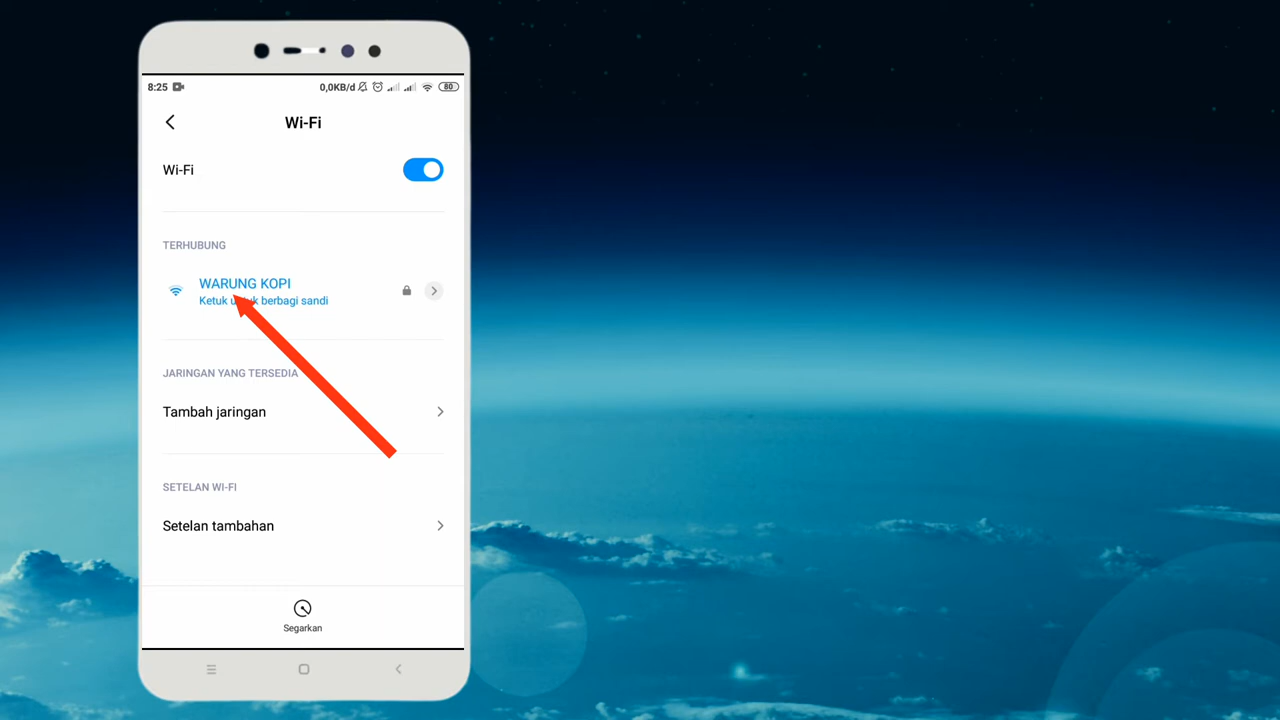 8:25
0,0KB/d
80
Wi-Fi
Wi-Fi
TERHUBUNG
WARUNG KOPI
Ketuk untuk berbagi sandi
JARINGAN YANG TERSEDIA
Tambah jaringan
SETELAN WI-FI
Setelan tambahan
Segarkan